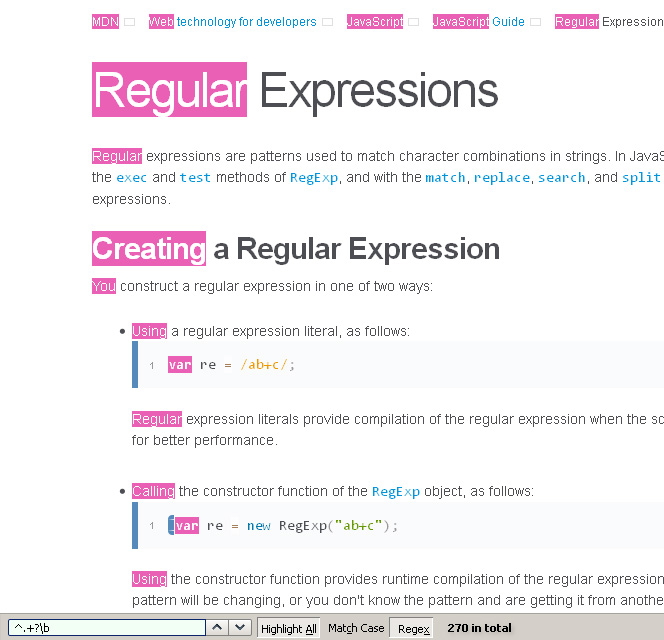 MDN Web technology for developers JavaScript JavaScript Guide Regular Expression
Regular Expressions
Regular expressions are patterns used to match character combinations in strings. In JavaS
the exec and test methods of RegExp, and with the match, replace, search, and split
expressions.
Creating a Regular Expression
You construct a regular expression in one of two ways:
• Using a regular expression literal, as follows:
1 var re = /ab+c/;
Regular expression literals provide compilation of the regular expression when the sc
for better performance.
• Calling the constructor function of the RegExp object, as follows:
1 var re = new RegExp("ab+c");
Using the constructor function provides runtime compilation of the regular expression
pattern will be changing, or you don't know the pattern and are getting it from anothe
^.+?\b Highlight All Match Case Regex 270 in total